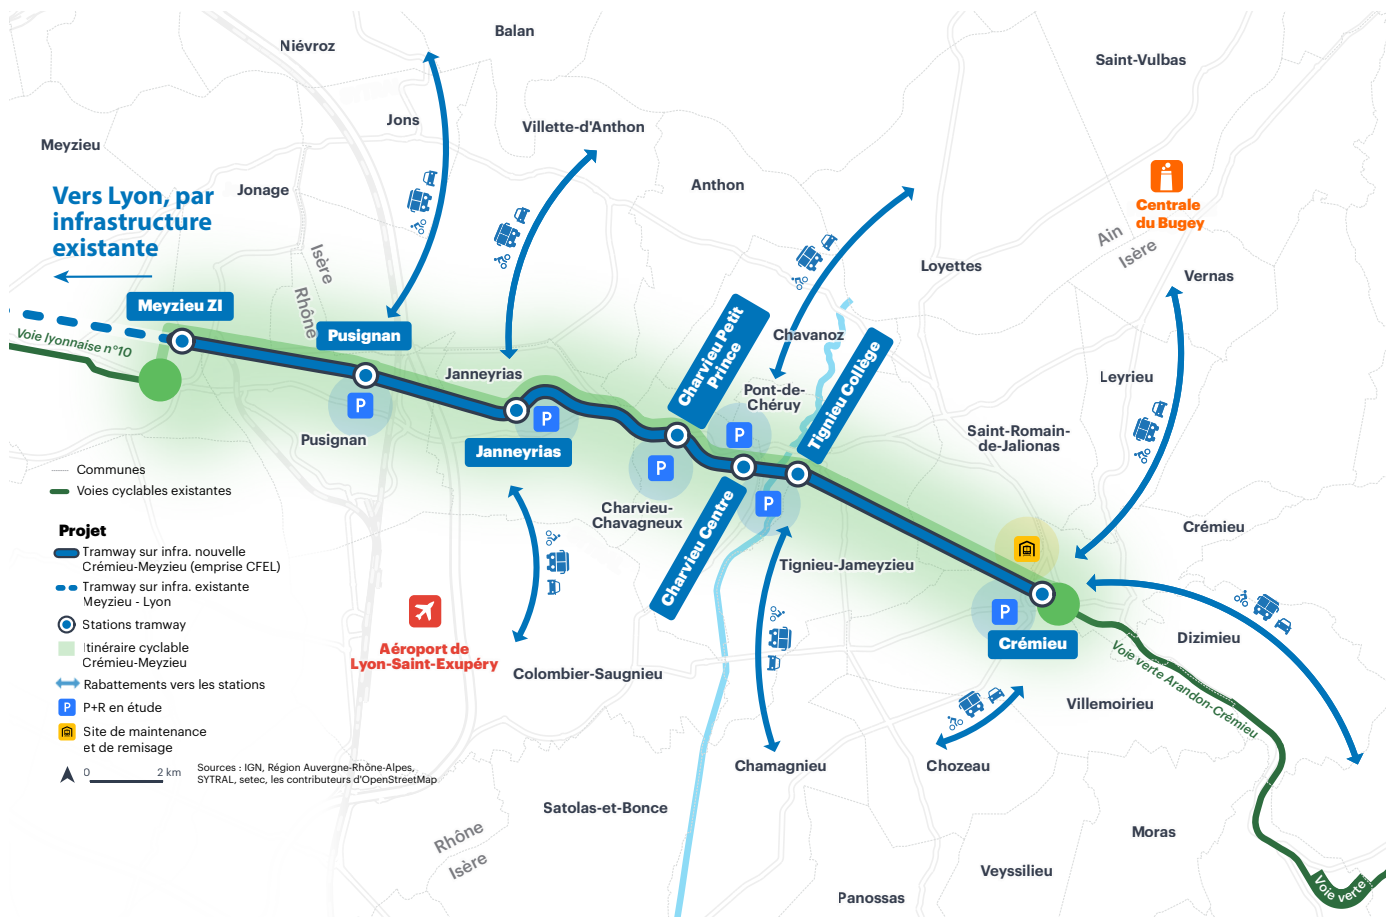 Niévroz
Balan
Saint-Vulbas
Jons
Villette-d'Anthon
Meyzieu
Jonage
Anthon
Vers Lyon, par
infrastructure
existante
Centrale
du Bugey
Ain
Isère
Isère
Rhône
Loyettes
Vernas
Meyzieu ZI
Pusignan
Voie lyonnaise n°10
Charvieu Petit
Prince
Chavanoz
Tignieu Collège
Janneyrias
Pont-de-
Chéruy
Leyrieu
P
P
P
Pusignan
Janneyrias
Saint-Romain-
de-Jalionas
P
P
Communes
Voies cyclables existantes
Charvieu-
Chavagneux
Charvieu Centre
Crémieu
Projet
Tramway sur infra. nouvelle
Crémieu-Meyzieu (emprise CFEL)
Tramway sur infra. existante
Meyzieu - Lyon
Stations tramway
Itinéraire cyclable
Crémieu-Meyzieu
Rabattements vers les stations
P
P+R en étude
Site de maintenance
et de remisage
0 2 km
Sources : IGN, Région Auvergne-Rhône-Alpes,
SYTRAL, setec, les contributeurs d'OpenStreetMap
Tignieu-Jameyzieu
P
Crémieu
Dizimieu
Aéroport de
Lyon-Saint-Exupéry
Colombier-Saugnieu
Voie verte Arandon-Crémieu
Villemoirieu
Chamagnieu
Chozeau
Satolas-et-Bonce
Rhône
Isère
Moras
Veyssilieu
Panossas
Voie verte